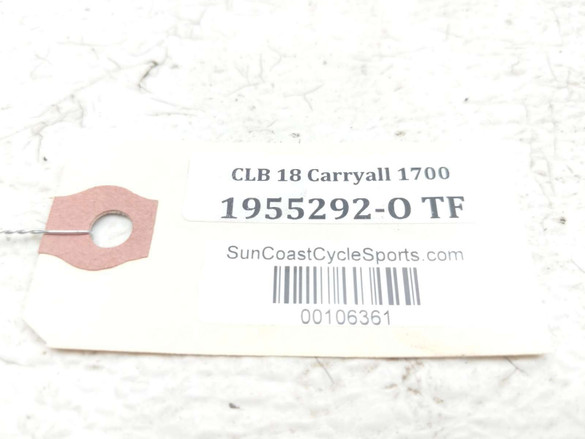 CLB 18 Carryall 1700
1955292-O TF
SunCoastCycleSports.com
00106361